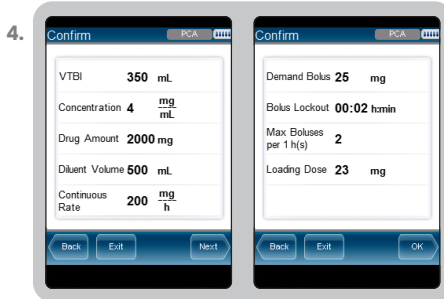 4.
Confirm PCA
VTBI 350 mL
Concentration 4 mg
mL
Drug Amount 2000 mg
Diluent Volume 500 mL
Continuous
Rate 200 mg
h
Back Exit Next
Confirm PCA
Demand Bolus 25 mg
Bolus Lockout 00:02 h:min
Max Boluses
per 1 h(s) 2
Loading Dose 23 mg
Back Exit OK